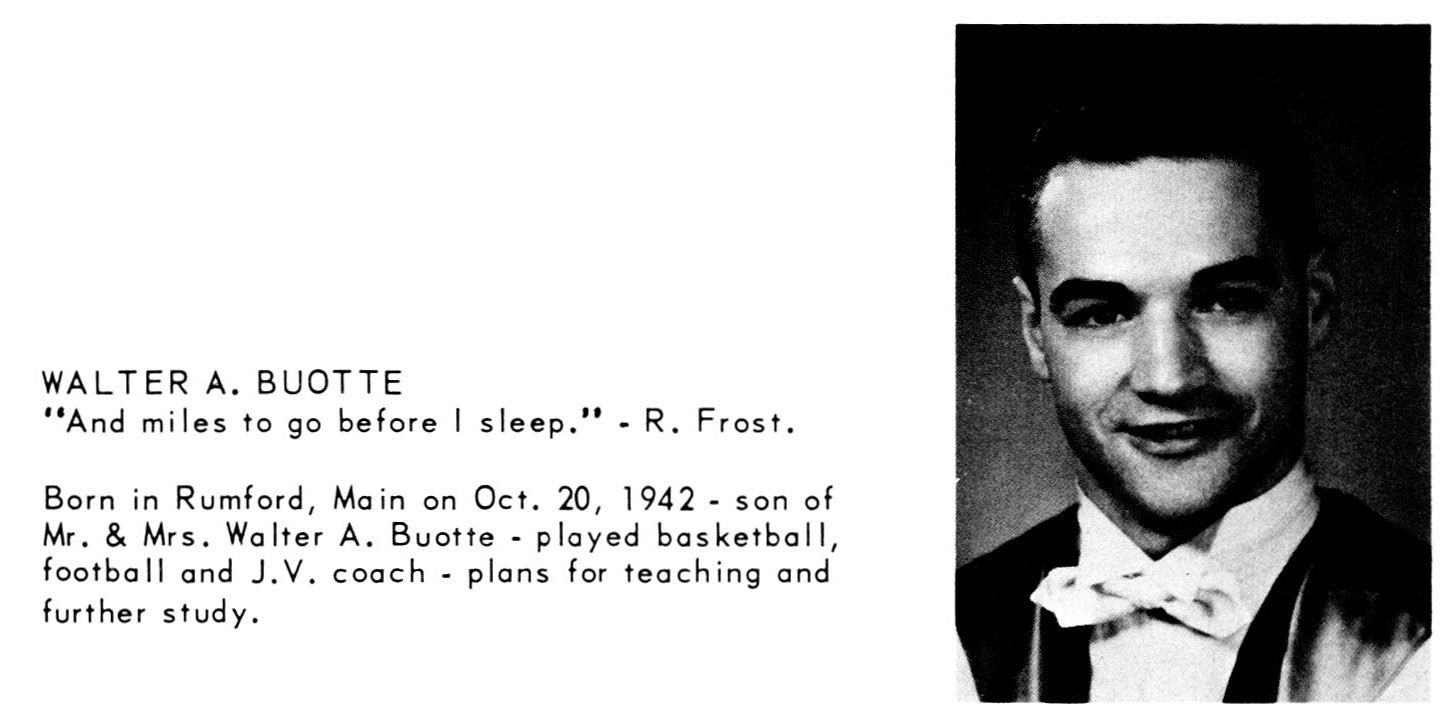 WALTER A. BUOTTE
"And miles to go before I sleep." - R. Frost.
Born in Rumford, Main on Oct. 20, 1942 - son of
Mr. & Mrs. Walter A. Buotte - played basketball,
football and J.V. coach - plans for teaching and
further study.